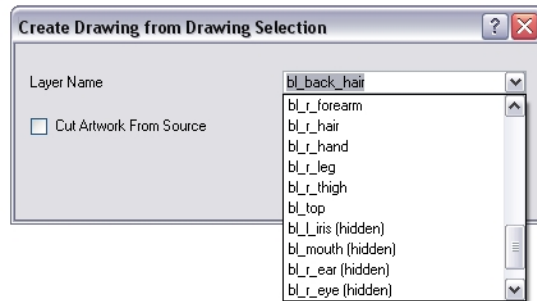 Create Drawing from Drawing Selection
Layer Name
bl_back_hair
Cut Artwork From Source
bl_r_forearm
bl_r_hair
bl_r_hand
bl_r_leg
bl_r_thigh
bl_top
bl_l_iris (hidden)
bl_mouth (hidden)
bl_r_ear (hidden)
bl_r_eye (hidden)